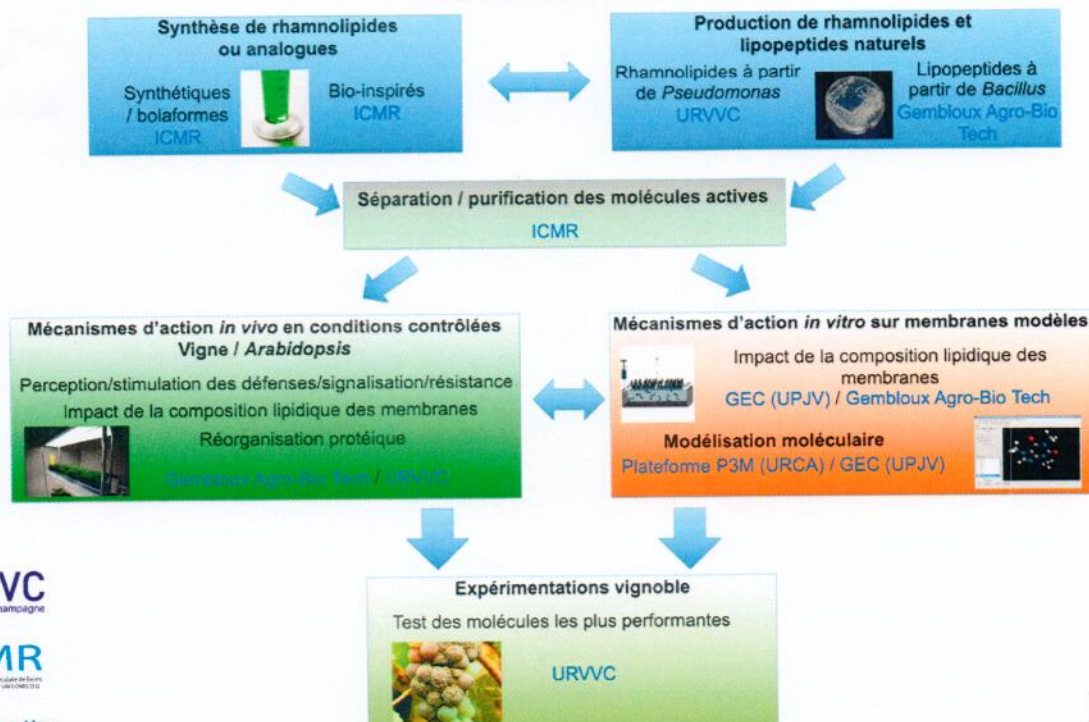 Synthèse de rhamnolipides
ou analogues
Synthétiques
/ bolaformes
ICMR
Bio-inspirés
ICMR
Production de rhamnolipides et
lipopeptides naturels
Rhamnolipides à partir
de Pseudomonas
URVVC
Lipopeptides à
partir de Bacillus
Gembloux Agro-Bio
Tech
Séparation / purification des molécules actives
ICMR
Mécanismes d'action in vivo en conditions contrôlées
Vigne / Arabidopsis
Perception/stimulation des défenses/signalisation/résistance
Impact de la composition lipidique des membranes
Réorganisation protéique
Gembloux Agro-Bio Tech / URVVC
Mécanismes d'action in vitro sur membranes modèles
Impact de la composition lipidique des
membranes
GEC (UPJV) / Gembloux Agro-Bio Tech
Modélisation moléculaire
Plateforme P3M (URCA) / GEC (UPJV)
Expérimentations vignoble
Test des molécules les plus performantes
URVVC
VC
hampagne
MR